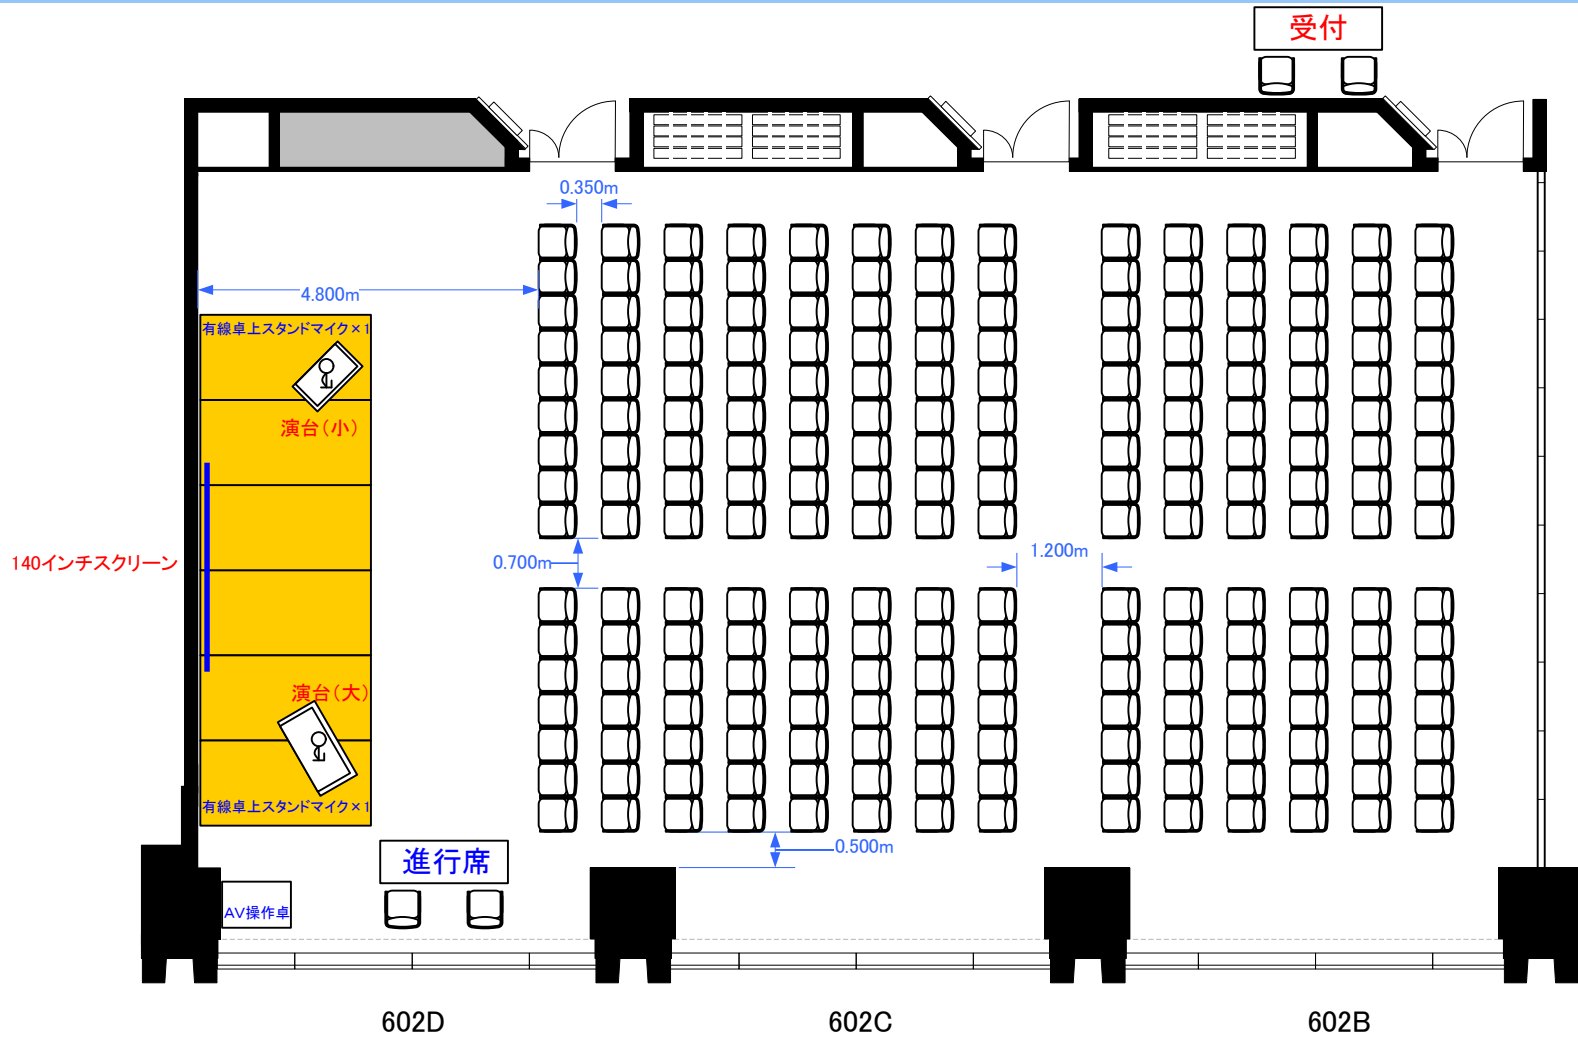 受付
0.350m
4.800m
有線卓上スタンドマイク×1
演台(小)
140インチスクリーン
0.700m
1.200m
演台(大)
有線卓上スタンドマイク×1
進行席
0.500m
AV操作卓
602D
602C
602B